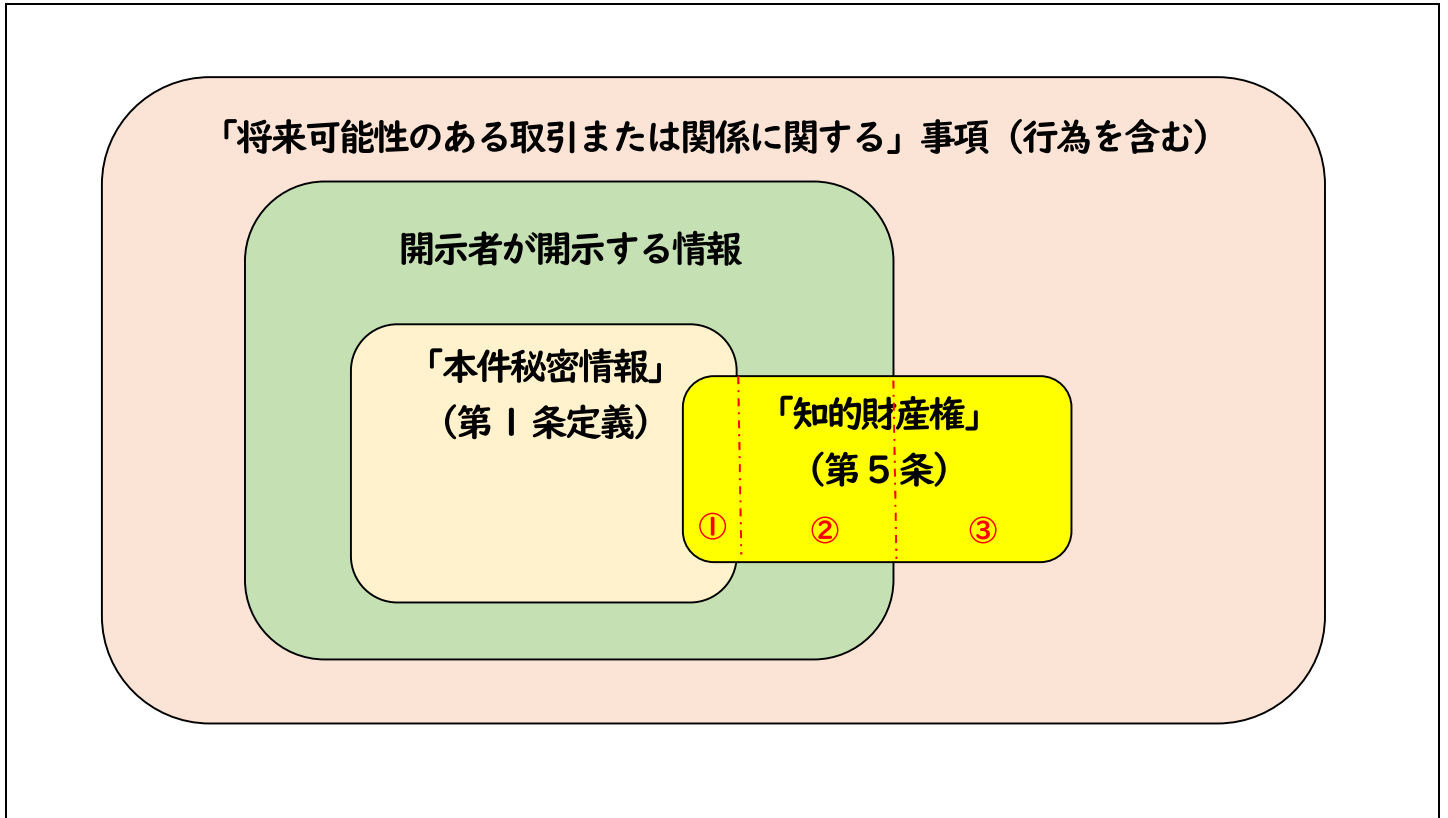 「将来可能性のある取引または関係に関する」事項（行為を含む）
開示者が開示する情報
「本件秘密情報」
（第１条定義）
「知的財産権」
（第５条）
① ② ③